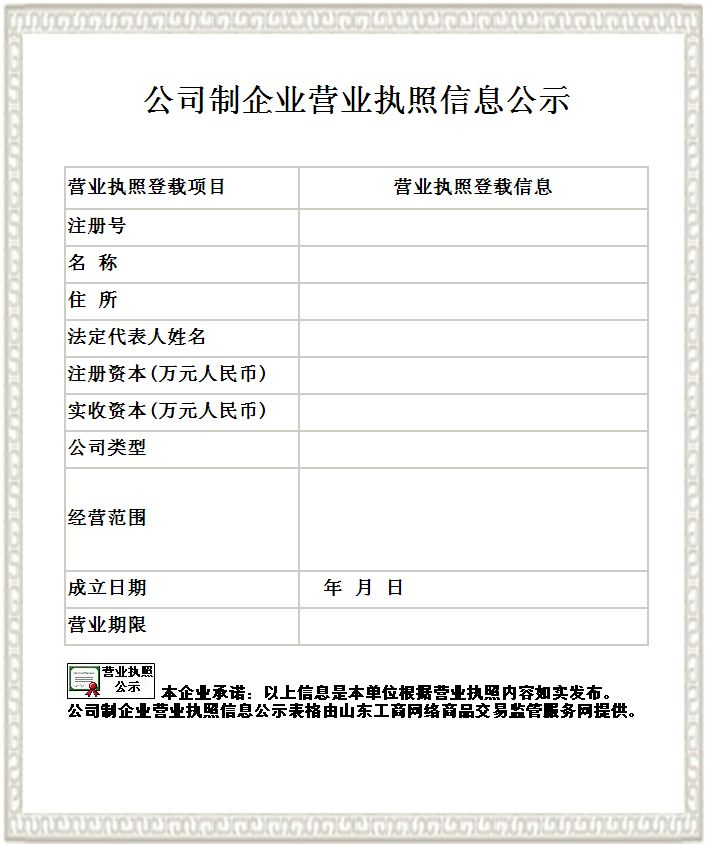 公司制企业营业执照信息公示
营业执照登载项目 营业执照登载信息
注册号
名 称
住 所
法定代表人姓名
注册资本(万元人民币)
实收资本(万元人民币)
公司类型
经营范围
成立日期 年 月 日
营业期限
营业执照
公示
本企业承诺：以上信息是本单位根据营业执照内容如实发布。
公司制企业营业执照信息公示表格由山东工商网络商品交易监管服务网提供。